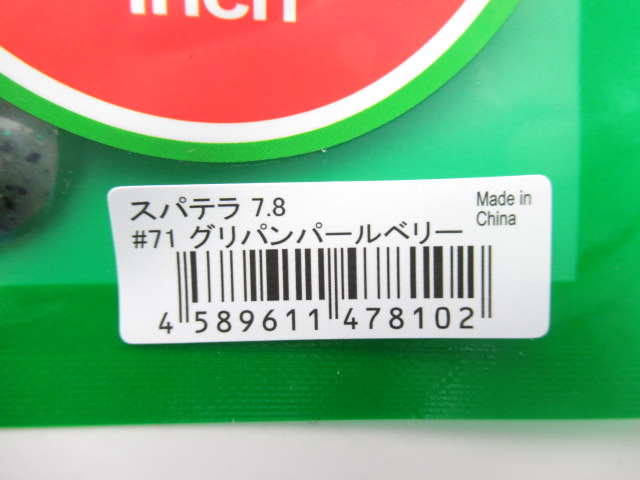 inch
スパテラ 7.8
Made in
China
#71 グリパンパールベリー
4 589611 478102